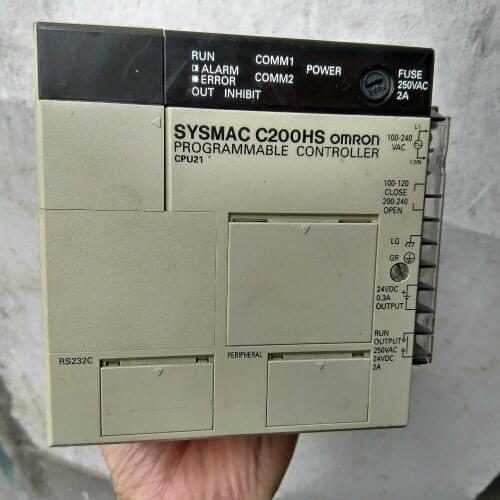 RUN COMM1
ALARM
ERROR COMM2
POWER
OUT INHIBIT
FUSE
250VAC
2A
SYSMAC C200HS OMRON
PROGRAMMABLE CONTROLLER
CPU21
L1
100-240
VAC
L2/N
100-120
CLOSE
200-240
OPEN
LG
GR
24VDC
0.3A
OUTPUT
RUN
OUTPUT
250VAC
24VDC
2A
RS232C
PERIPHERAL